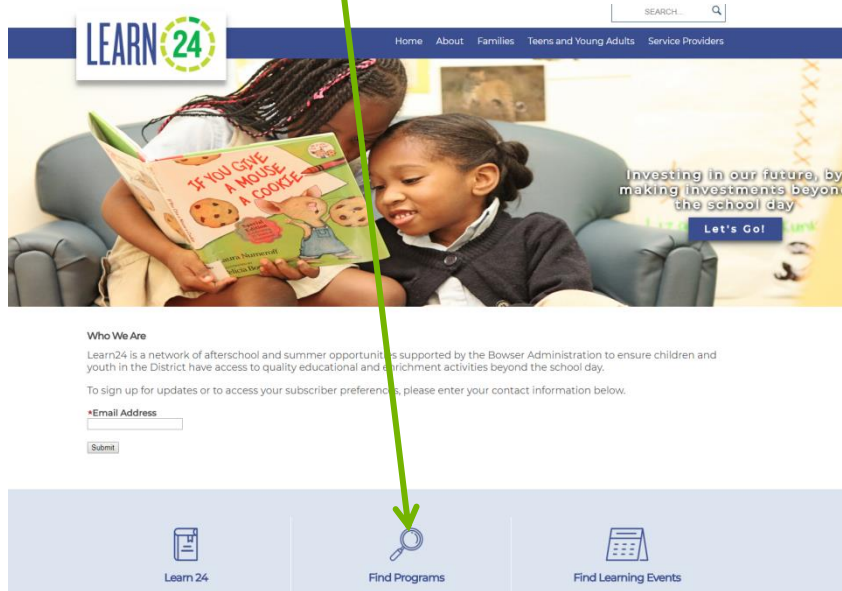 SEARCH...
LEARN 24
Home About Families Teens and Young Adults Service Providers
IF YOU GIVE
A MOUSE
A COOKIE
Laura Numeroff
Investing in our future, by
making investments beyond
the school day
Let's Go!
Who We Are
Learn24 is a network of afterschool and summer opportunities supported by the Bowser Administration to ensure children and
youth in the District have access to quality educational and enrichment activities beyond the school day.
To sign up for updates or to access your subscriber preferences, please enter your contact information below.
*Email Address
Submit
Learn 24
Find Programs
Find Learning Events